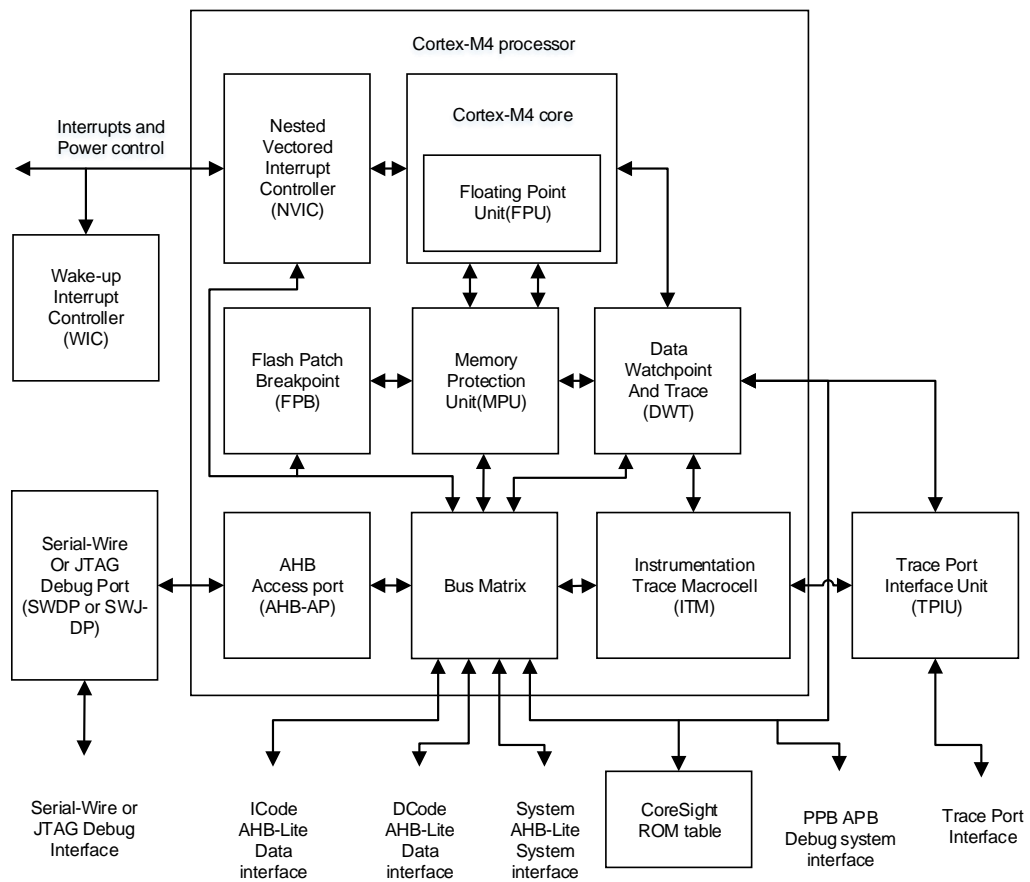 Cortex-M4 processor
Interrupts and
Power control
Nested
Vectored
Interrupt
Controller
(NVIC)
Cortex-M4 core
Floating Point
Unit(FPU)
Wake-up
Interrupt
Controller
(WIC)
Flash Patch
Breakpoint
(FPB)
Memory
Protection
Unit(MPU)
Data
Watchpoint
And Trace
(DWT)
Serial-Wire
Or JTAG
Debug Port
(SWDP or SWJ-
DP)
AHB
Access port
(AHB-AP)
Bus Matrix
Instrumentation
Trace Macrocell
(ITM)
Trace Port
Interface Unit
(TPIU)
Serial-Wire or
JTAG Debug
Interface
ICode
AHB-Lite
Data
interface
DCode
AHB-Lite
Data
interface
System
AHB-Lite
System
interface
CoreSight
ROM table
PPB APB
Debug system
interface
Trace Port
Interface